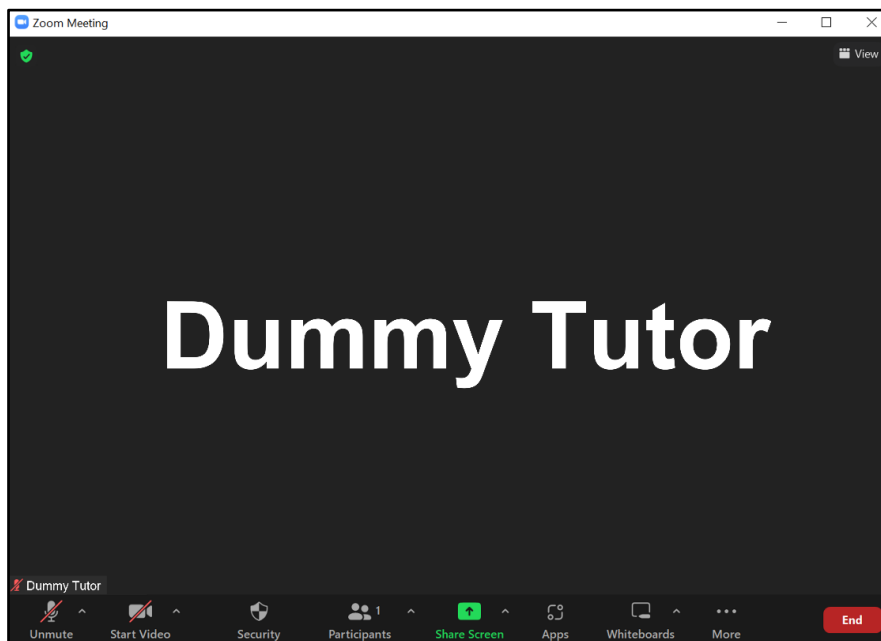 Zoom Meeting
View
Dummy Tutor
Dummy Tutor
Unmute Start Video Security Participants 1 Share Screen Apps Whiteboards More End